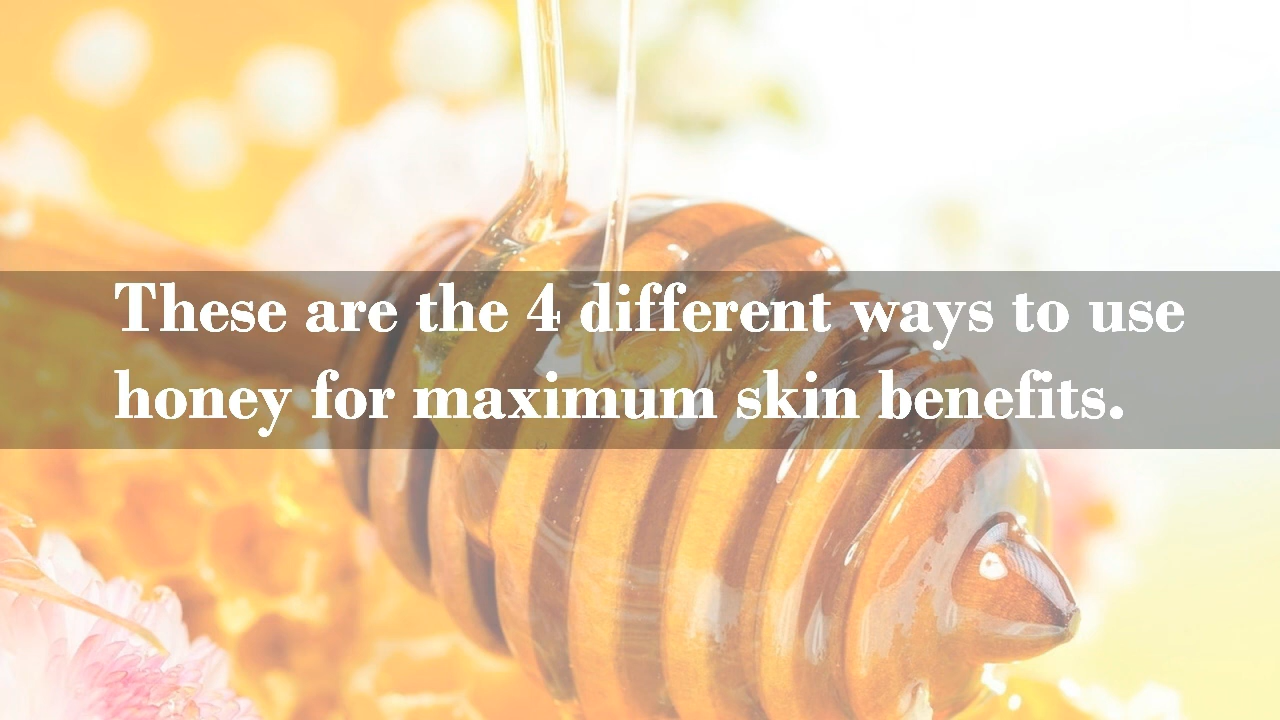 These are the 4 different ways to use
honey for maximum skin benefits.